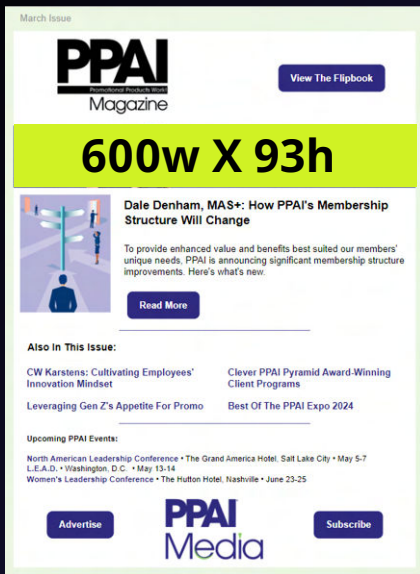 March Issue
PPAI
Promotional Products Work!
Magazine
View The Flipbook
600w X 93h
Dale Denham, MAS+: How PPAI's Membership
Structure Will Change
To provide enhanced value and benefits best suited our members'
unique needs, PPAI is announcing significant membership structure
improvements. Here's what's new.
Read More
Also In This Issue:
CW Karstens: Cultivating Employees'
Innovation Mindset
Clever PPAI Pyramid Award-Winning
Client Programs
Leveraging Gen Z's Appetite For Promo
Best Of The PPAI Expo 2024
Upcoming PPAI Events:
North American Leadership Conference • The Grand America Hotel, Salt Lake City • May 5-7
L.E.A.D. • Washington, D.C. • May 13-14
Women's Leadership Conference • The Hutton Hotel, Nashville • June 23-25
Advertise
PPAI
Media
Subscribe